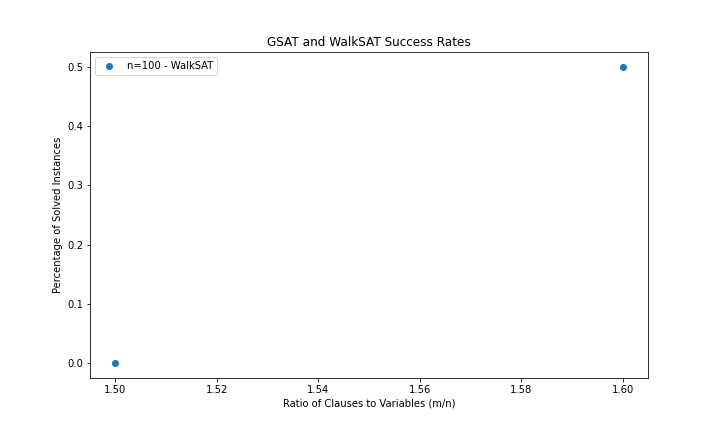 GSAT and WalkSAT Success Rates
n=100 - WalkSAT
Percentage of Solved Instances
0.5
0.4
0.3
0.2
0.1
0.0
1.50 1.52 1.54 1.56 1.58 1.60
Ratio of Clauses to Variables (m/n)